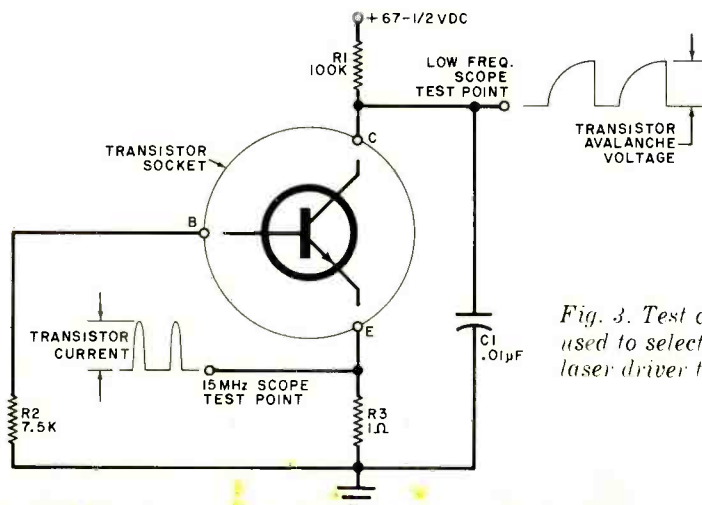 + 67-1/2 VDC
R1
100K
LOW FREQ.
SCOPE
TEST POINT
TRANSISTOR
AVALANCHE
VOLTAGE
TRANSISTOR
SOCKET
C
B
E
TRANSISTOR
CURRENT
15MHz SCOPE
TEST POINT
R2
7.5K
R3
1Ω
C1
.01µF
Fig. 3. Test c
used to select
laser driver t